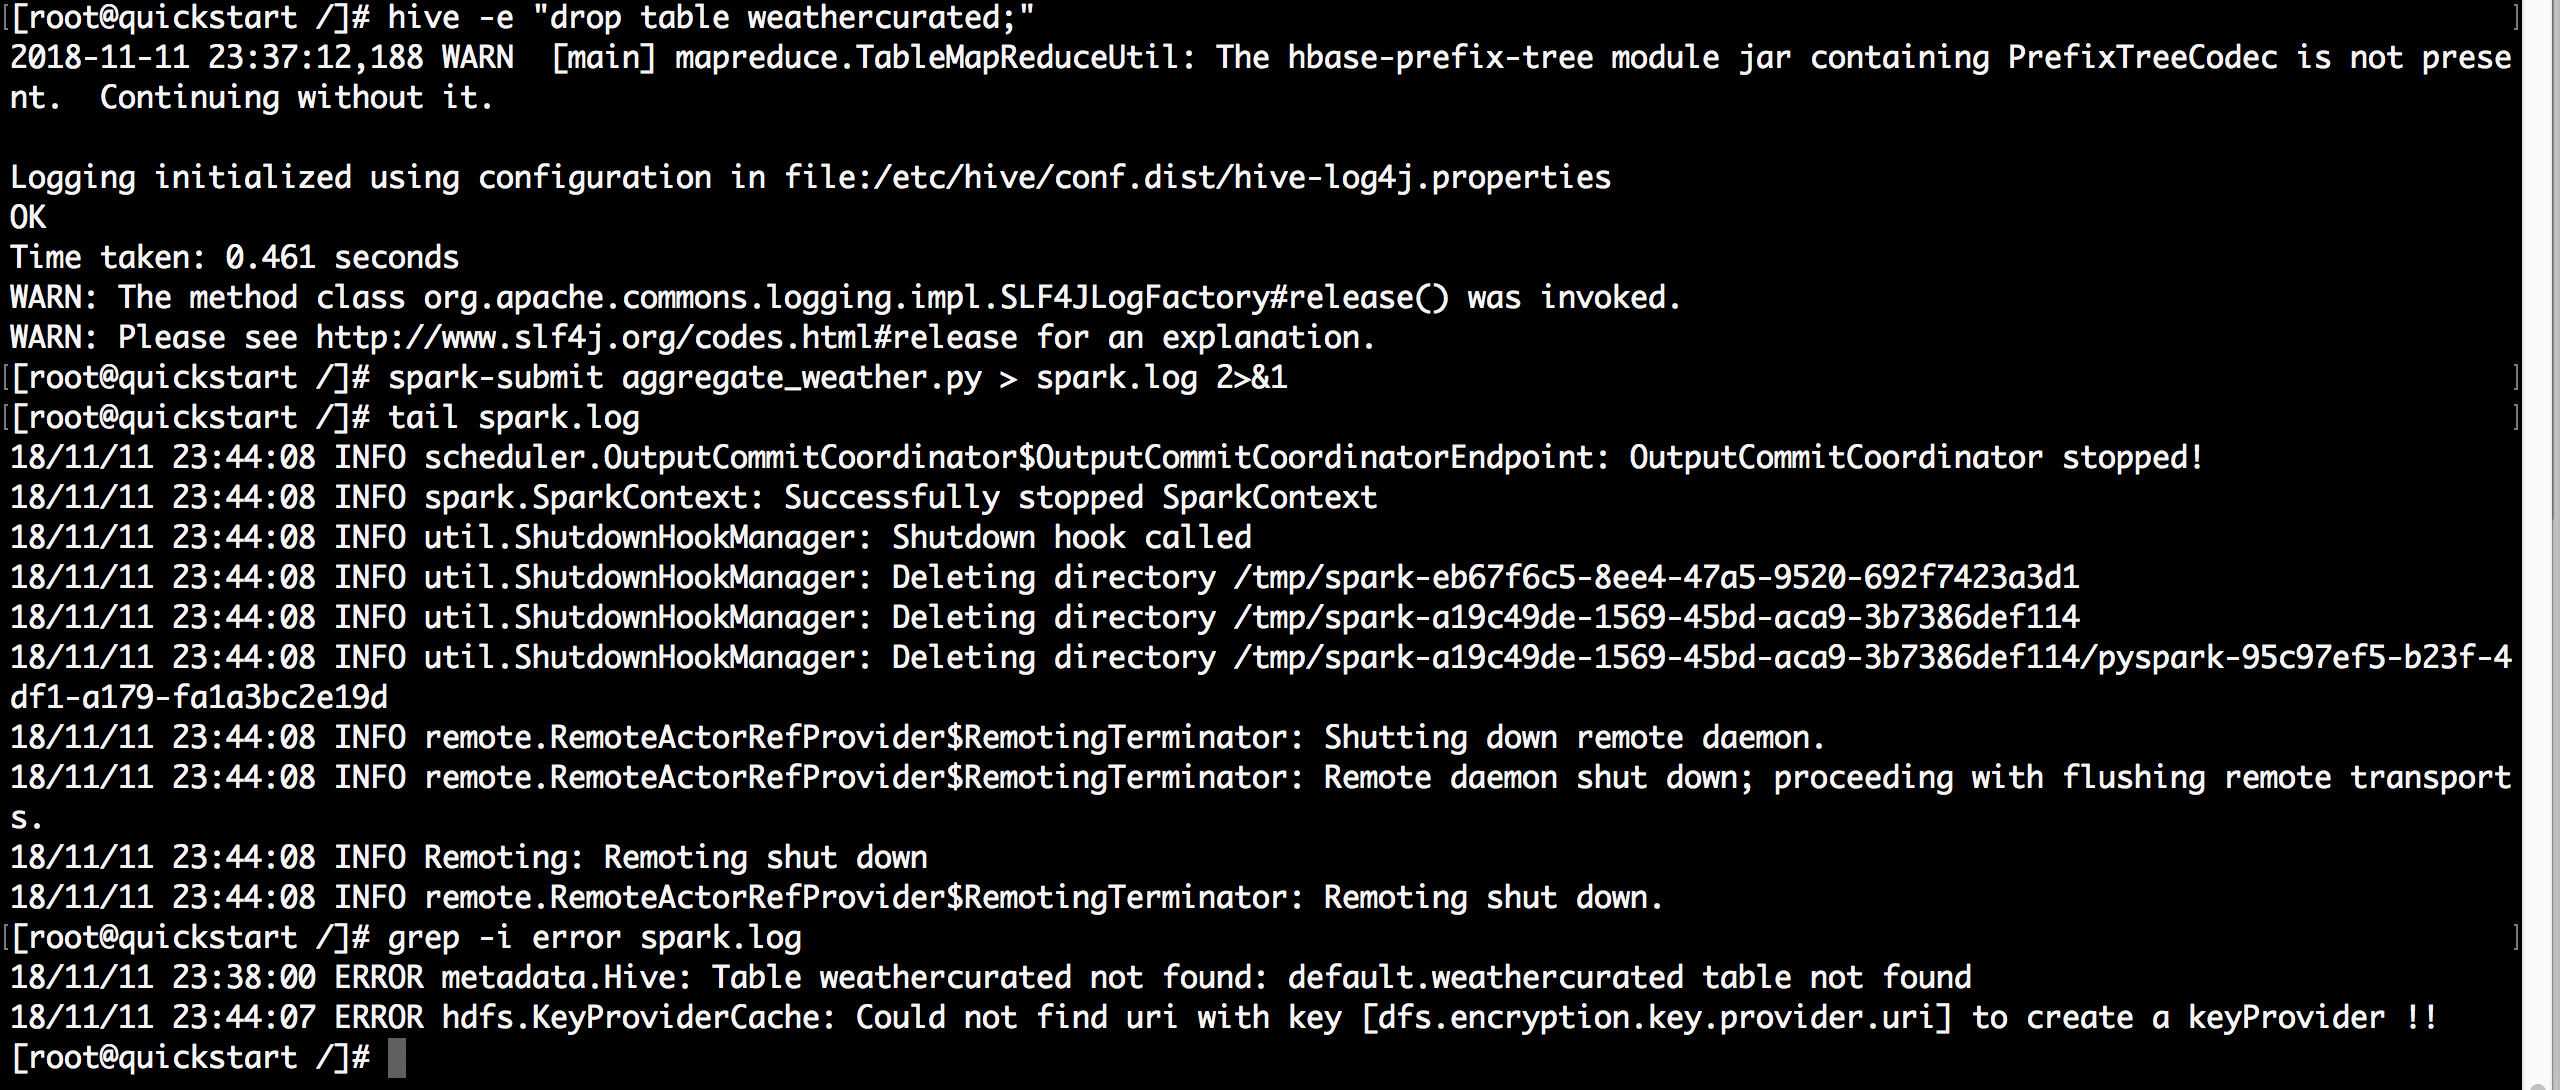 [[root@quickstart /]# hive -e "drop table weathercurated;" ]
2018-11-11 23:37:12,188 WARN  [main] mapreduce.TableMapReduceUtil: The hbase-prefix-tree module jar containing PrefixTreeCodec is not prese
nt.  Continuing without it.

Logging initialized using configuration in file:/etc/hive/conf.dist/hive-log4j.properties
OK
Time taken: 0.461 seconds
WARN: The method class org.apache.commons.logging.impl.SLF4JLogFactory#release() was invoked.
WARN: Please see http://www.slf4j.org/codes.html#release for an explanation.
[[root@quickstart /]# spark-submit aggregate_weather.py > spark.log 2>&1 ]
[[root@quickstart /]# tail spark.log ]
18/11/11 23:44:08 INFO scheduler.OutputCommitCoordinator$OutputCommitCoordinatorEndpoint: OutputCommitCoordinator stopped!
18/11/11 23:44:08 INFO spark.SparkContext: Successfully stopped SparkContext
18/11/11 23:44:08 INFO util.ShutdownHookManager: Shutdown hook called
18/11/11 23:44:08 INFO util.ShutdownHookManager: Deleting directory /tmp/spark-eb67f6c5-8ee4-47a5-9520-692f7423a3d1
18/11/11 23:44:08 INFO util.ShutdownHookManager: Deleting directory /tmp/spark-a19c49de-1569-45bd-aca9-3b7386def114
18/11/11 23:44:08 INFO util.ShutdownHookManager: Deleting directory /tmp/spark-a19c49de-1569-45bd-aca9-3b7386def114/pyspark-95c97ef5-b23f-4
df1-a179-fa1a3bc2e19d
18/11/11 23:44:08 INFO remote.RemoteActorRefProvider$RemotingTerminator: Shutting down remote daemon.
18/11/11 23:44:08 INFO remote.RemoteActorRefProvider$RemotingTerminator: Remote daemon shut down; proceeding with flushing remote transport
s.
18/11/11 23:44:08 INFO Remoting: Remoting shut down
18/11/11 23:44:08 INFO remote.RemoteActorRefProvider$RemotingTerminator: Remoting shut down.
[[root@quickstart /]# grep -i error spark.log ]
18/11/11 23:38:00 ERROR metadata.Hive: Table weathercurated not found: default.weathercurated table not found
18/11/11 23:44:07 ERROR hdfs.KeyProviderCache: Could not find uri with key [dfs.encryption.key.provider.uri] to create a keyProvider !!
[root@quickstart /]#